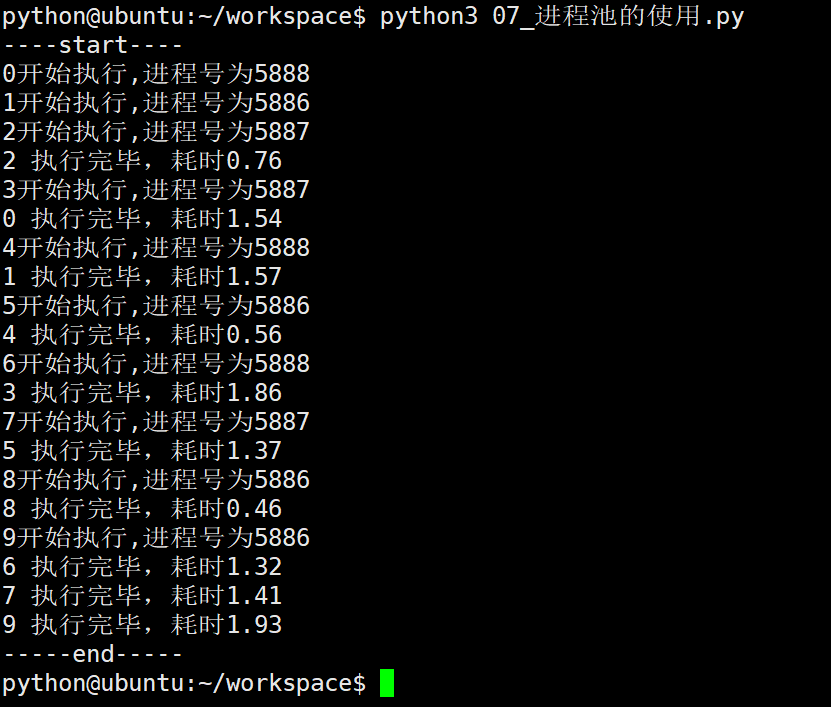 python@ubuntu:~/workspace$ python3 07_进程池的使用.py
----start----
0开始执行,进程号为5888
1开始执行,进程号为5886
2开始执行,进程号为5887
2 执行完毕，耗时0.76
3开始执行,进程号为5887
0 执行完毕，耗时1.54
4开始执行,进程号为5888
1 执行完毕，耗时1.57
5开始执行,进程号为5886
4 执行完毕，耗时0.56
6开始执行,进程号为5888
3 执行完毕，耗时1.86
7开始执行,进程号为5887
5 执行完毕，耗时1.37
8开始执行,进程号为5886
8 执行完毕，耗时0.46
9开始执行,进程号为5886
6 执行完毕，耗时1.32
7 执行完毕，耗时1.41
9 执行完毕，耗时1.93
-----end-----
python@ubuntu:~/workspace$